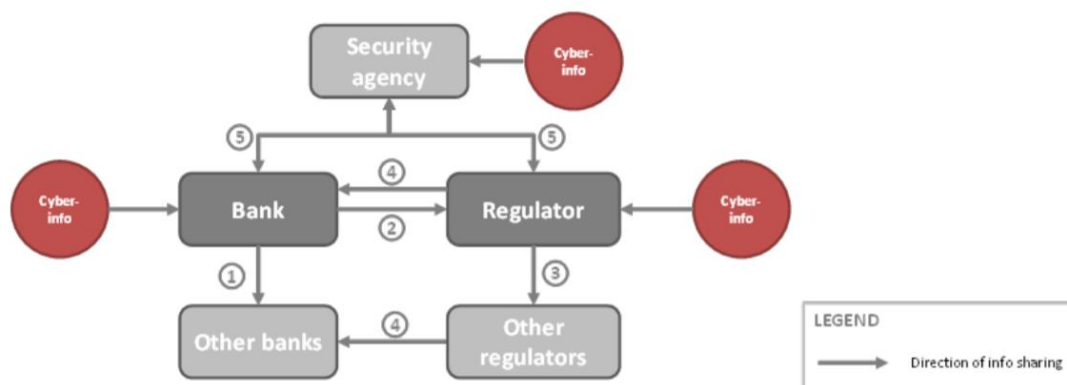 Security
agency
Cyber-
info
⑤
⑤
Cyber-
info
Bank
④
②
Regulator
Cyber-
info
①
③
Other banks
④
Other
regulators
LEGEND
Direction of info sharing